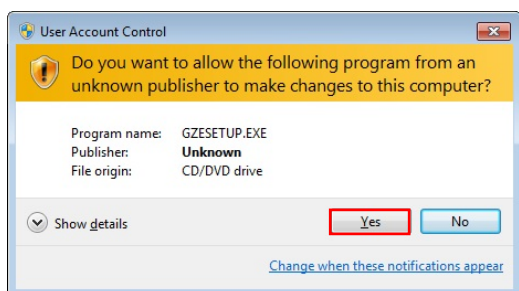 User Account Control
Do you want to allow the following program from an
unknown publisher to make changes to this computer?
Program name: GZESETUP.EXE
Publisher: Unknown
File origin: CD/DVD drive
Show details Yes No
Change when these notifications appear